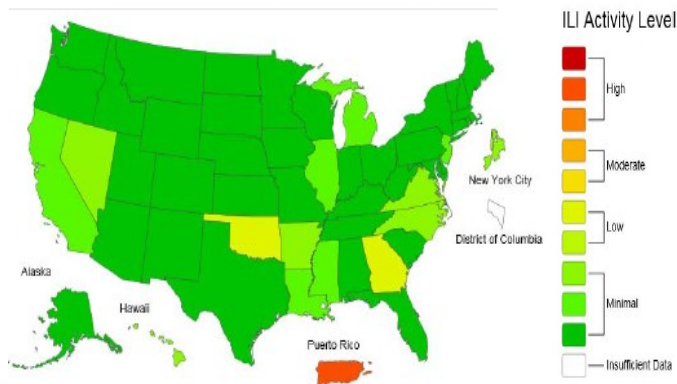 ILI Activity Level
High
Moderate
New York City
Low
District of Columbia
Alaska
Hawaii
Minimal
Puerto Rico
Insufficient Data